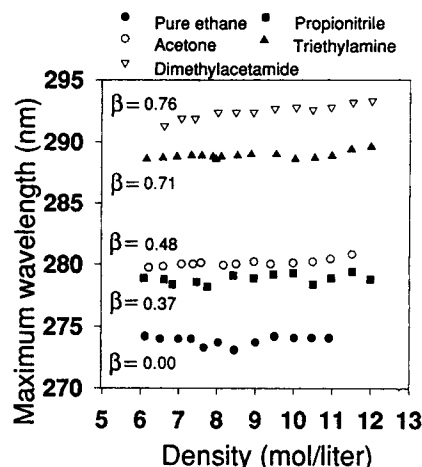 ● Pure ethane ■ Propionitrile
○ Acetone ▲ Triethylamine
▽ Dimethylacetamide
295
290
285
280
275
270
Maximum wavelength (nm)
β = 0.76
β = 0.71
β = 0.48
β = 0.37
β = 0.00
5 6 7 8 9 10 11 12 13
Density (mol/liter)